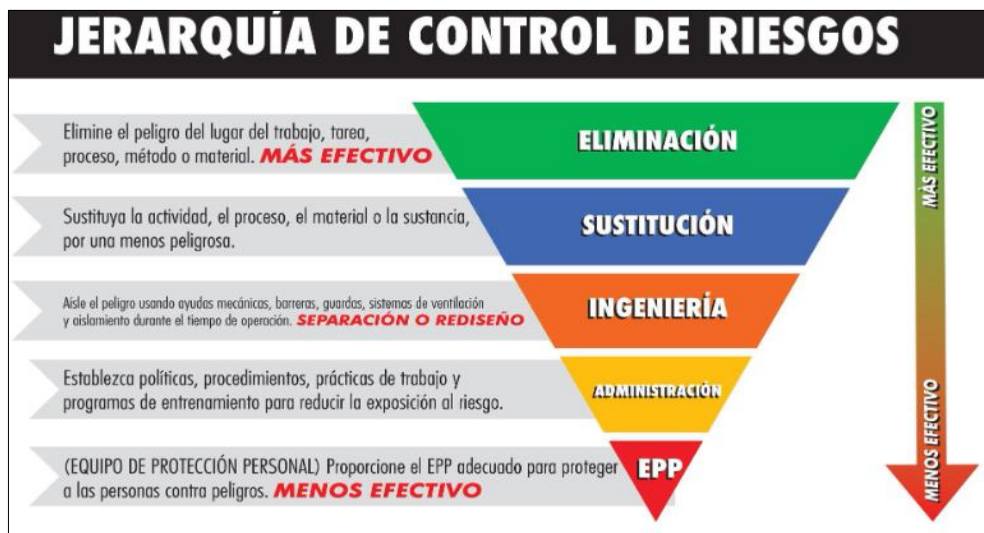 JERARQUÍA DE CONTROL DE RIESGOS
Elimine el peligro del lugar del trabajo, tarea,
proceso, método o material. MÁS EFECTIVO
ELIMINACIÓN
Sustituya la actividad, el proceso, el material o la sustancia,
por una menos peligrosa.
SUSTITUCIÓN
Aísle el peligro usando ayudas mecánicas, barreras, guardas, sistemas de ventilación
y aislamiento durante el tiempo de operación. SEPARACIÓN O REDISEÑO
INGENIERÍA
Establezca políticas, procedimientos, prácticas de trabajo y
programas de entrenamiento para reducir la exposición al riesgo.
ADMINISTRACIÓN
(EQUIPO DE PROTECCIÓN PERSONAL) Proporcione el EPP adecuado para proteger
a las personas contra peligros. MENOS EFECTIVO
EPP
MÀS EFECTIVO
MENOS EFECTIVO